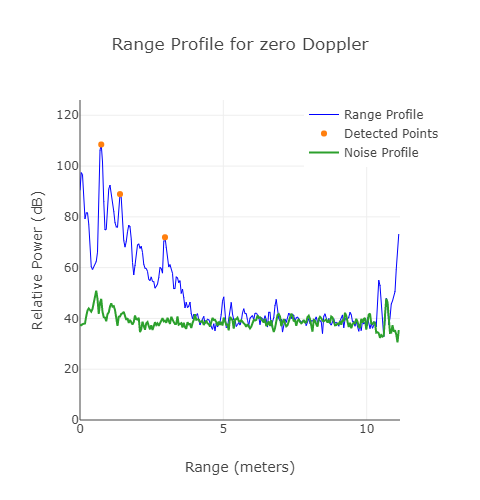 Range Profile for zero Doppler
Range Profile
Detected Points
Noise Profile
Relative Power (dB)
120
100
80
60
40
20
0
0
5
10
Range (meters)